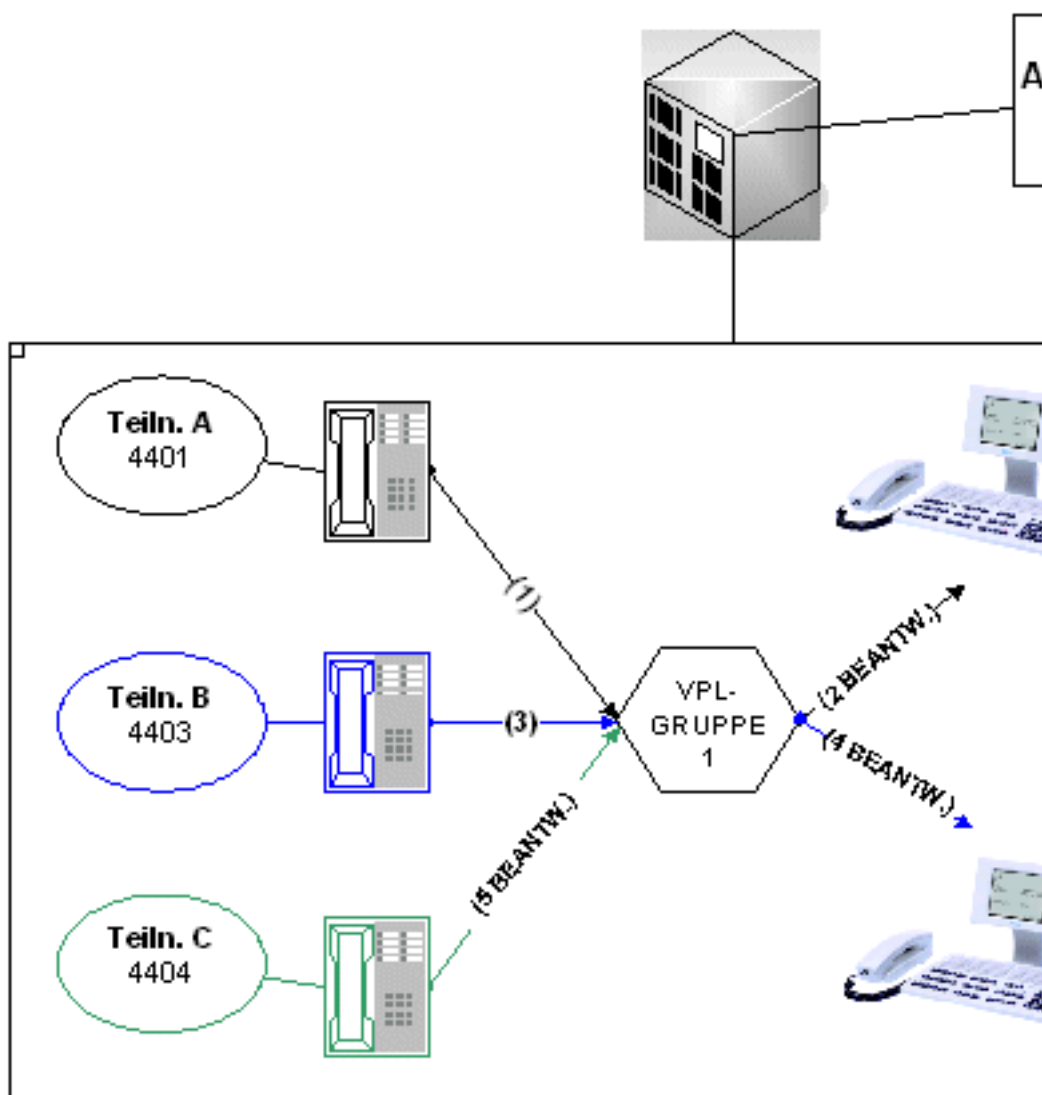 A
Teiln. A
4401
(1)
(2 BEANTW.)
Teiln. B
4403
(3)
VPL-
GRUPPE
1
(4 BEANTW.)
(5 BEANTW.)
Teiln. C
4404